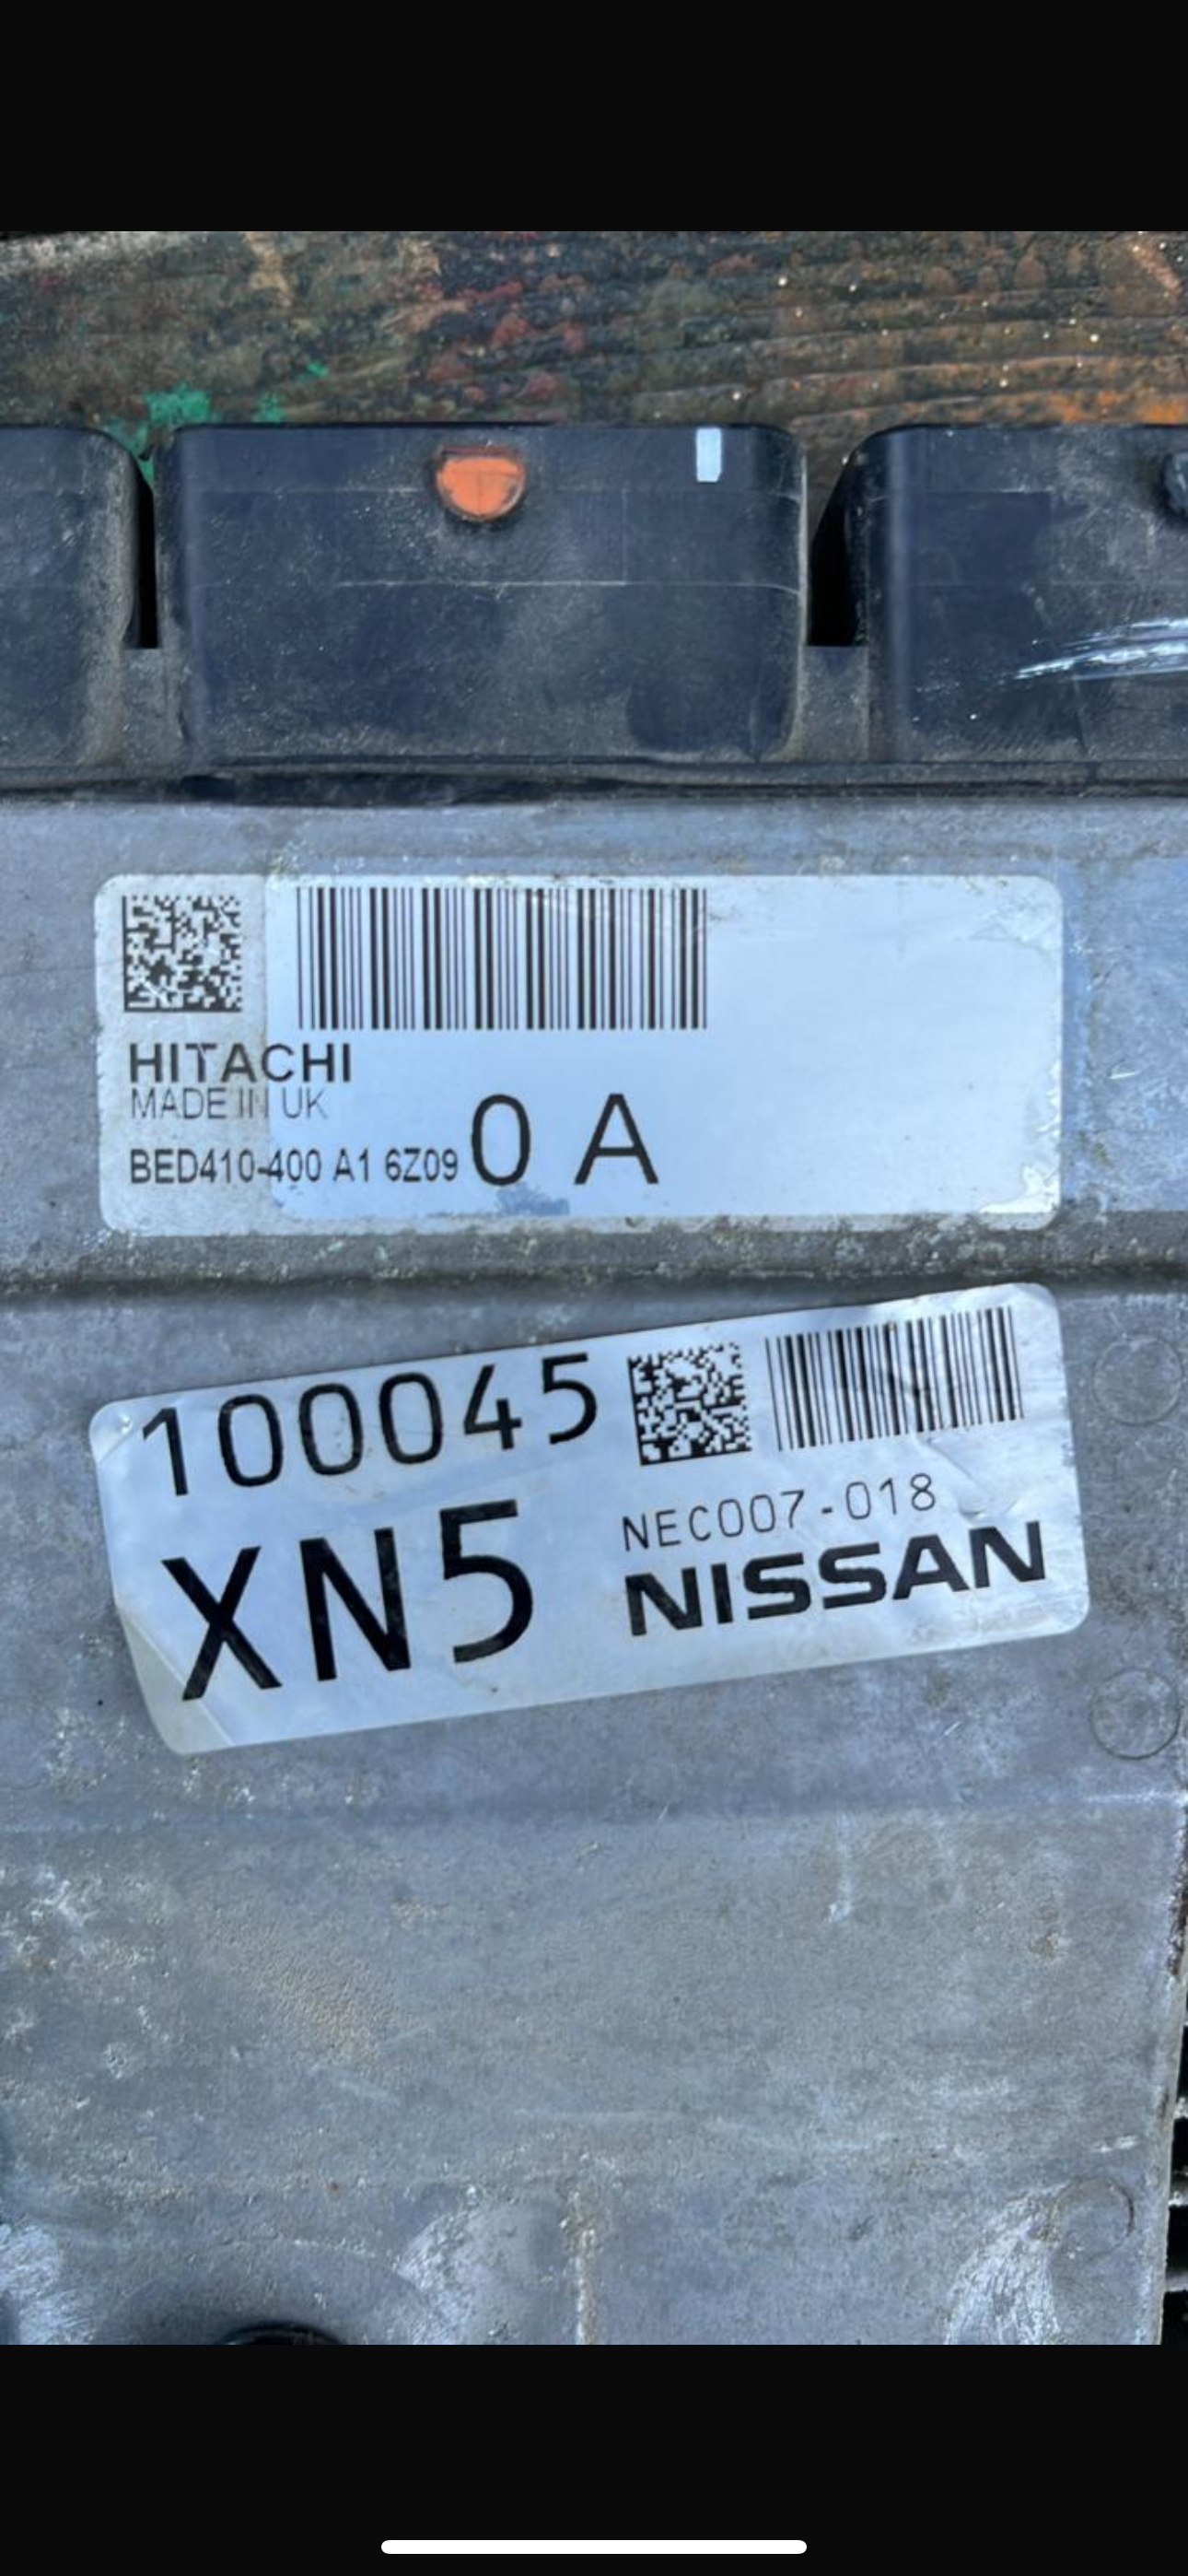 HITACHI
MADE IN UK
BED410-400 A1 6Z09 0 A
100045
XN5
NEC007-018
NISSAN